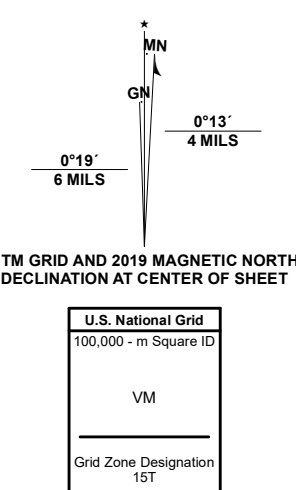 MN
GN
0°13´
4 MILS
0°19´
6 MILS
TM GRID AND 2019 MAGNETIC NORTH
DECLINATION AT CENTER OF SHEET
U.S. National Grid
100,000 - m Square ID
VM
Grid Zone Designation
15T